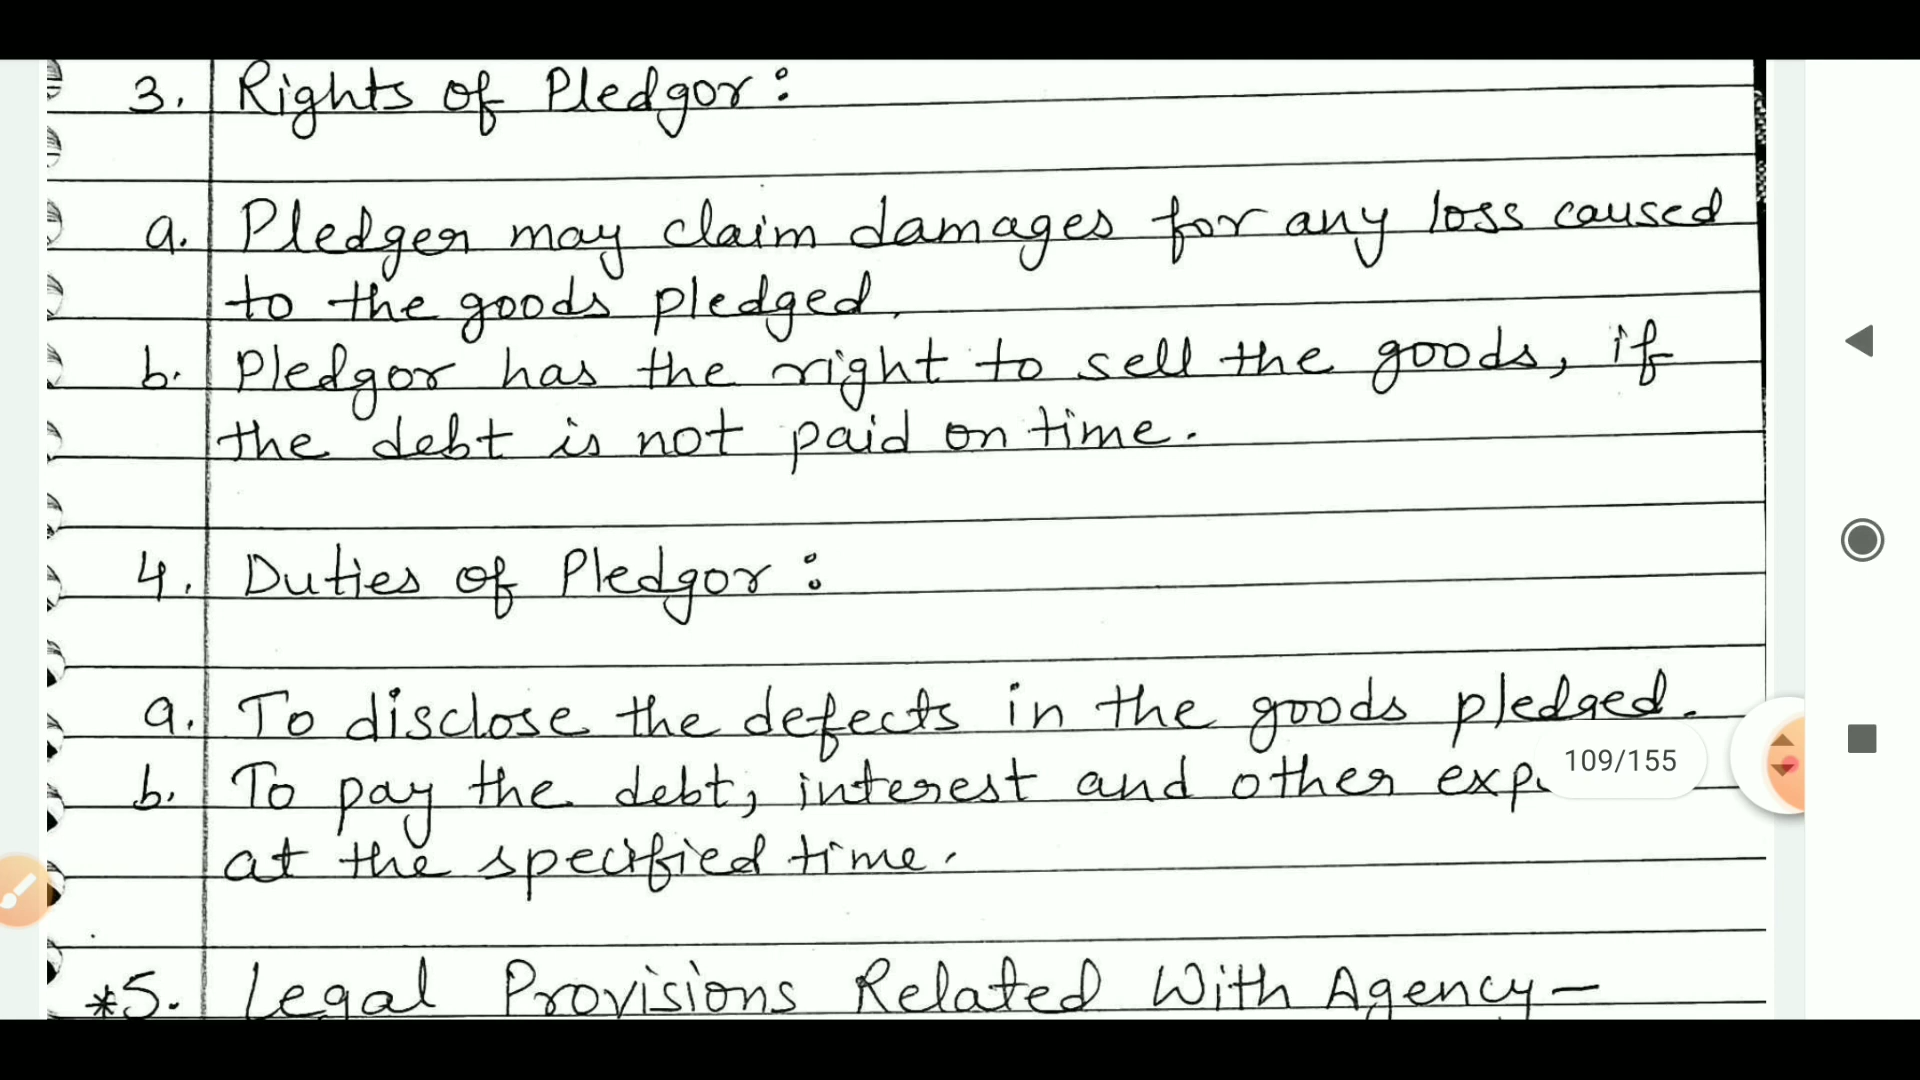 3. Rights of Pledgor:
a. Pledger may claim damages for any loss caused
to the goods pledged.
b. Pledgor has the right to sell the goods, if
the debt is not paid on time.
4. Duties of Pledgor:
a. To disclose the defects in the goods pledged.
109/155
b. To pay the debt, interest and other
at the specified time.
*5. Legal Provisions Related With Agency-